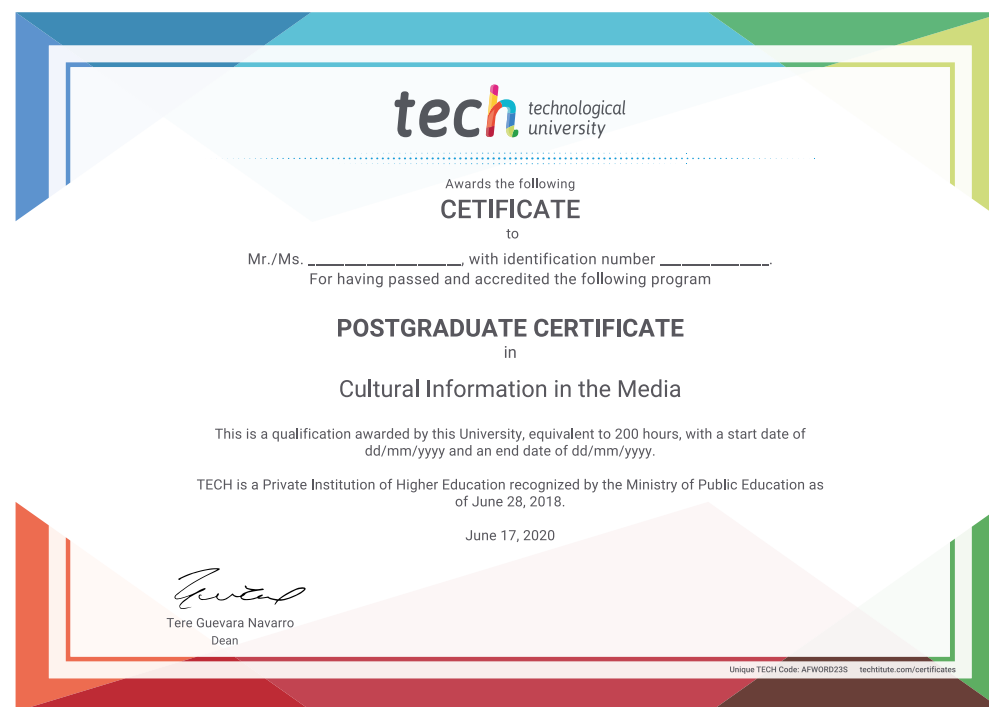 tech technological
university
Awards the following
CETIFICATE
to
Mr./Ms. ____________________, with identification number ______________.
For having passed and accredited the following program
POSTGRADUATE CERTIFICATE
in
Cultural Information in the Media
This is a qualification awarded by this University, equivalent to 200 hours, with a start date of
dd/mm/yyyy and an end date of dd/mm/yyyy.
TECH is a Private Institution of Higher Education recognized by the Ministry of Public Education as
of June 28, 2018.
June 17, 2020
Tere Guevara Navarro
Dean
Unique TECH Code: AFWORD23S techtitute.com/certificates